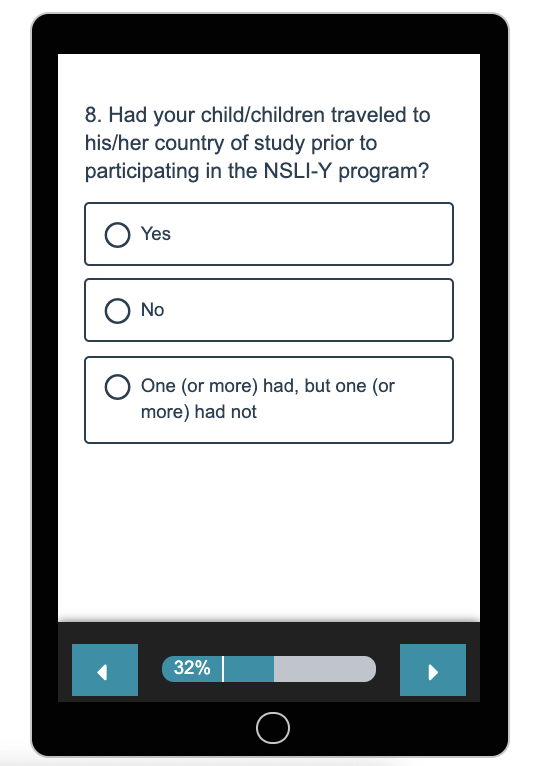 8. Had your child/children traveled to
his/her country of study prior to
participating in the NSLI-Y program?
Yes
No
One (or more) had, but one (or
more) had not
32%